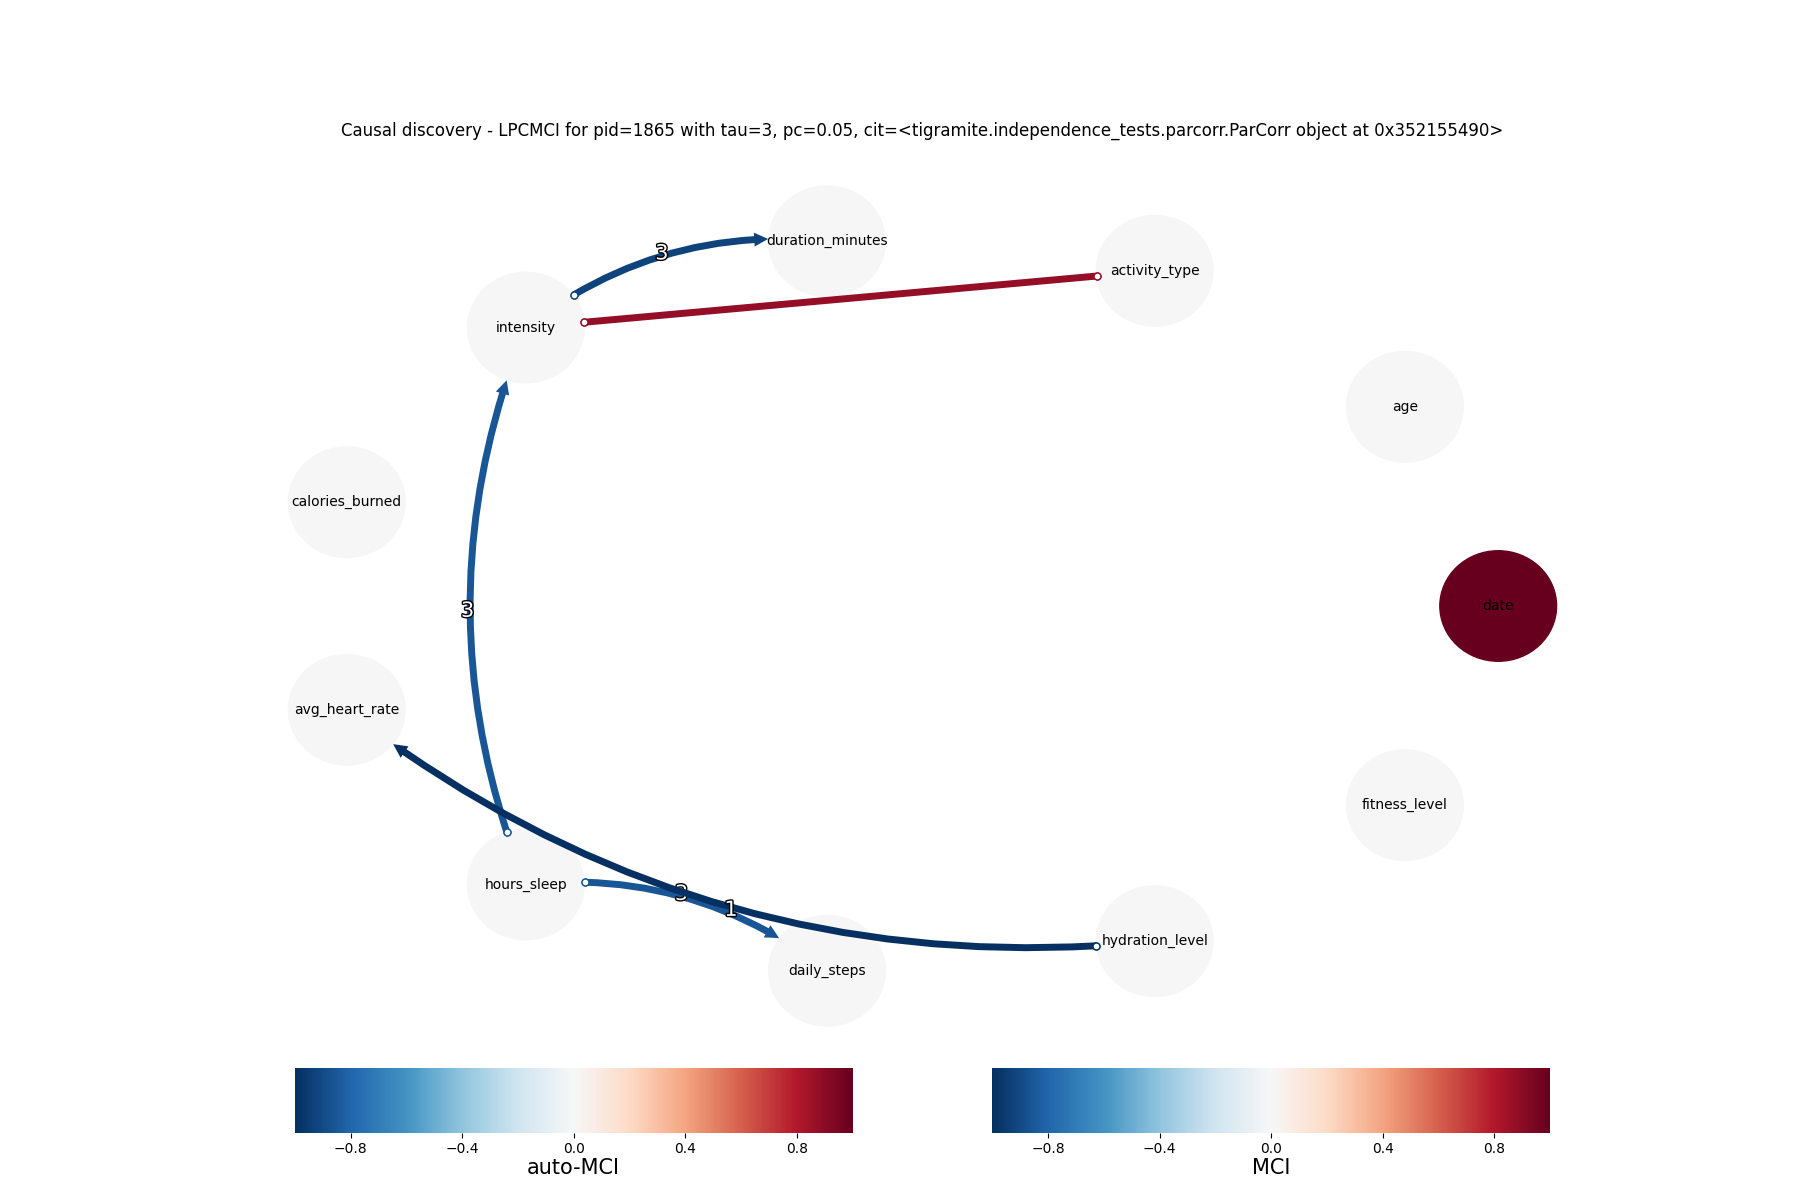 Causal discovery - LPCMCI for pid=1865 with tau=3, pc=0.05, cit=<tigramite.independence_tests.parcorr.ParCorr object at 0x352155490>
duration_minutes
3
activity_type
intensity
age
calories_burned
date
3
avg_heart_rate
fitness_level
hours_sleep
3
1
hydration_level
daily_steps
−0.8 −0.4 0.0 0.4 0.8
auto-MCI
−0.8 −0.4 0.0 0.4 0.8
MCI